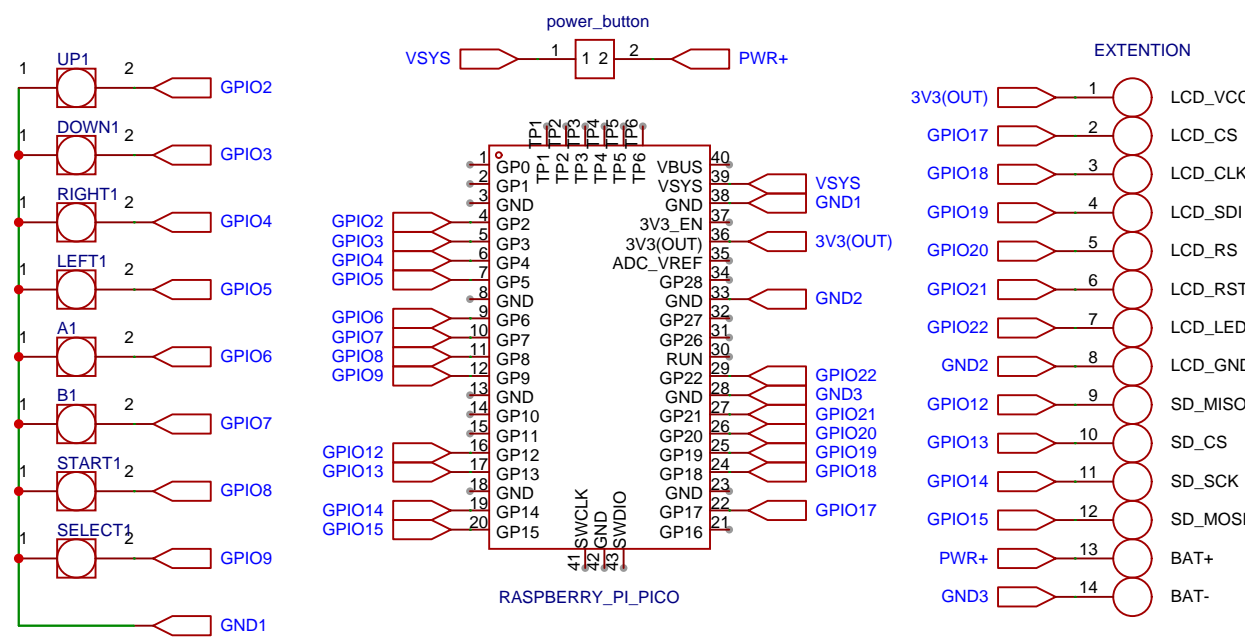 power_button
VSYS 1 1 2 2 PWR+
UP1
1 2 GPIO2
DOWN1
1 2 GPIO3
RIGHT1
1 2 GPIO4
LEFT1
1 2 GPIO5
A1
1 2 GPIO6
B1
1 2 GPIO7
START1
1 2 GPIO8
SELECT1
1 2 GPIO9
GND1
TP1 TP2 TP3 TP4 TP5 TP6
TP1 TP2 TP3 TP4 TP5 TP6
1 GP0
2 GP1
3 GND
GPIO2 4 GP2
GPIO3 5 GP3
GPIO4 6 GP4
GPIO5 7 GP5
8 GND
GPIO6 9 GP6
GPIO7 10 GP7
GPIO8 11 GP8
GPIO9 12 GP9
13 GND
14 GP10
15 GP11
GPIO12 16 GP12
GPIO13 17 GP13
18 GND
GPIO14 19 GP14
GPIO15 20 GP15
VBUS 40
VSYS 39 VSYS
GND 38 GND1
3V3_EN 37
3V3(OUT) 36 3V3(OUT)
ADC_VREF 35
GP28 34
GND 33 GND2
GP27 32
GP26 31
RUN 30
GP22 29 GPIO22
GND 28 GND3
GP21 27 GPIO21
GP20 26 GPIO20
GP19 25 GPIO19
GP18 24 GPIO18
GND 23
GP17 22 GPIO17
GP16 21
SWCLK GND SWDIO
41 42 43
RASPBERRY_PI_PICO
EXTENTION
3V3(OUT) 1 LCD_VCC
GPIO17 2 LCD_CS
GPIO18 3 LCD_CLK
GPIO19 4 LCD_SDI
GPIO20 5 LCD_RS
GPIO21 6 LCD_RST
GPIO22 7 LCD_LED
GND2 8 LCD_GND
GPIO12 9 SD_MISO
GPIO13 10 SD_CS
GPIO14 11 SD_SCK
GPIO15 12 SD_MOSI
PWR+ 13 BAT+
GND3 14 BAT-